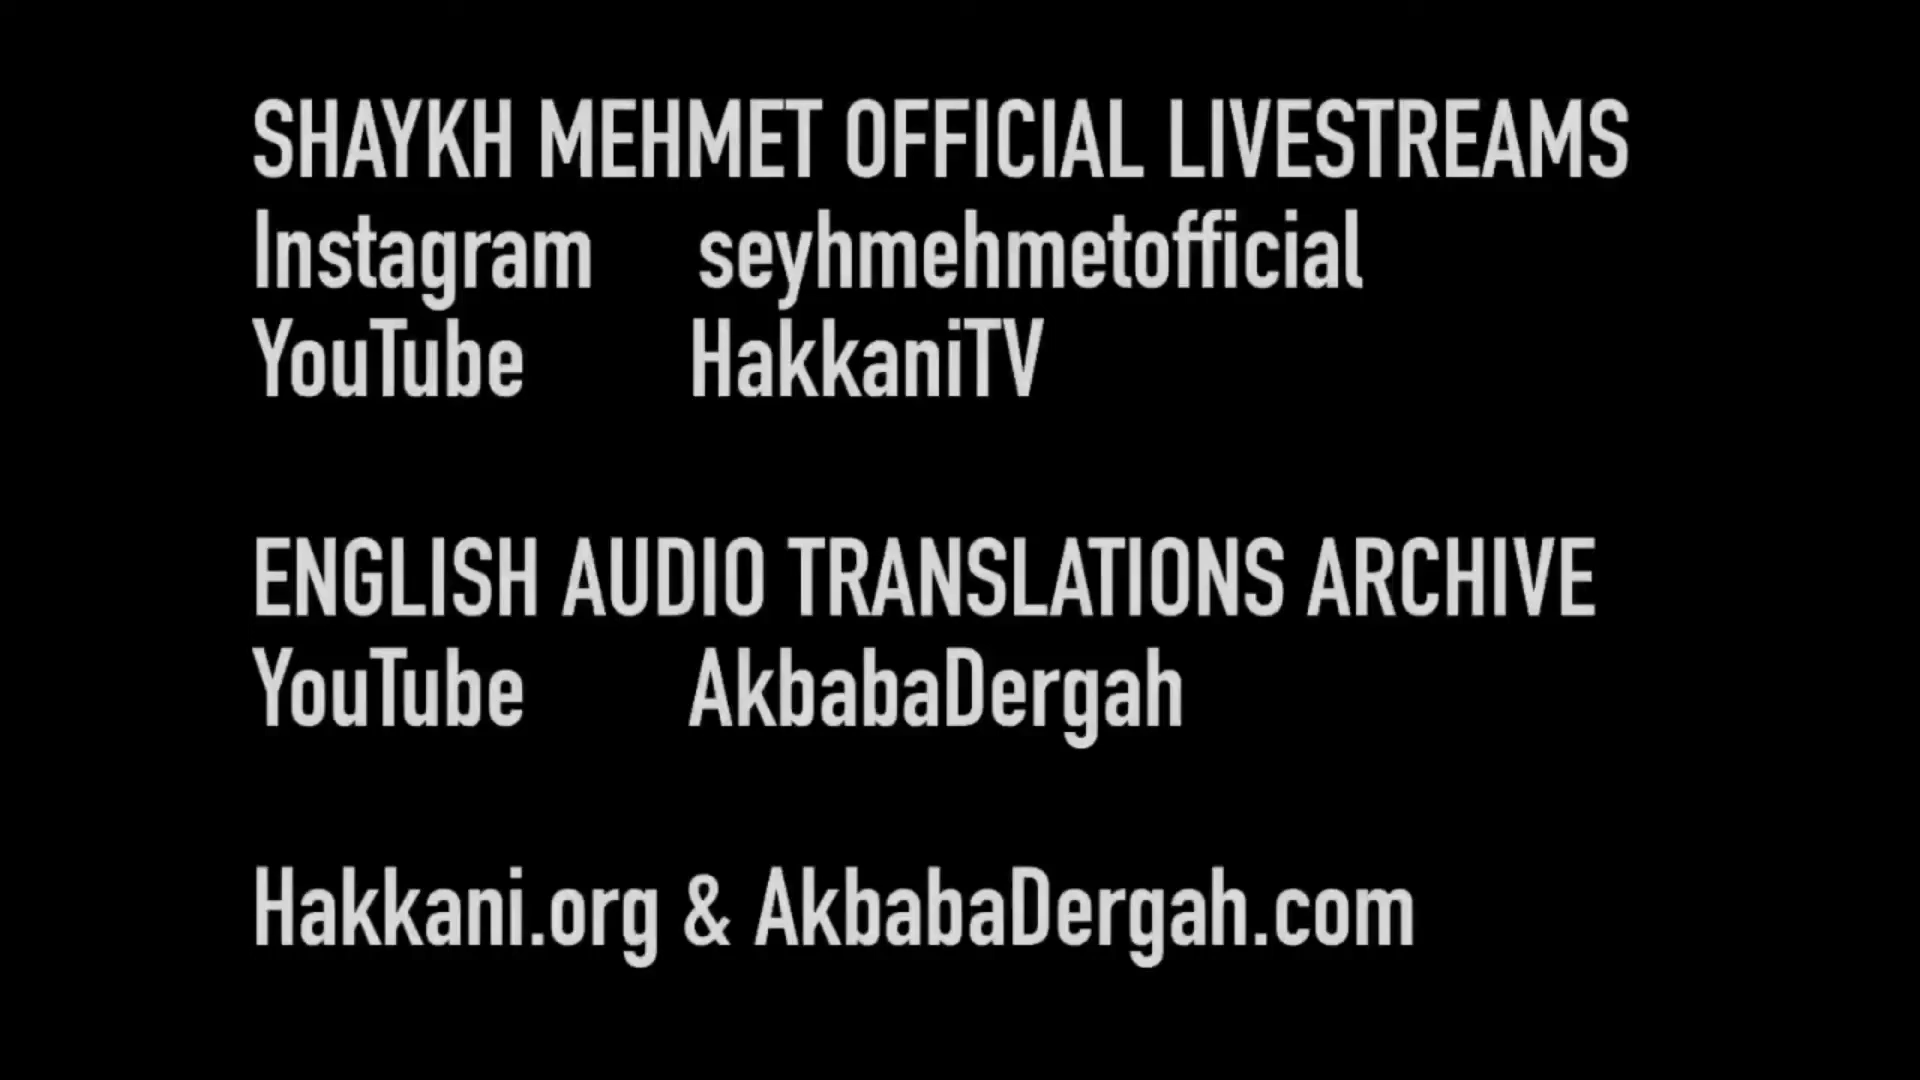 SHAYKH MEHMET OFFICIAL LIVESTREAMS
Instagram seyhmehmetofficial
YouTube HakkaniTV
ENGLISH AUDIO TRANSLATIONS ARCHIVE
YouTube AkbabaDergah
Hakkani.org & AkbabaDergah.com